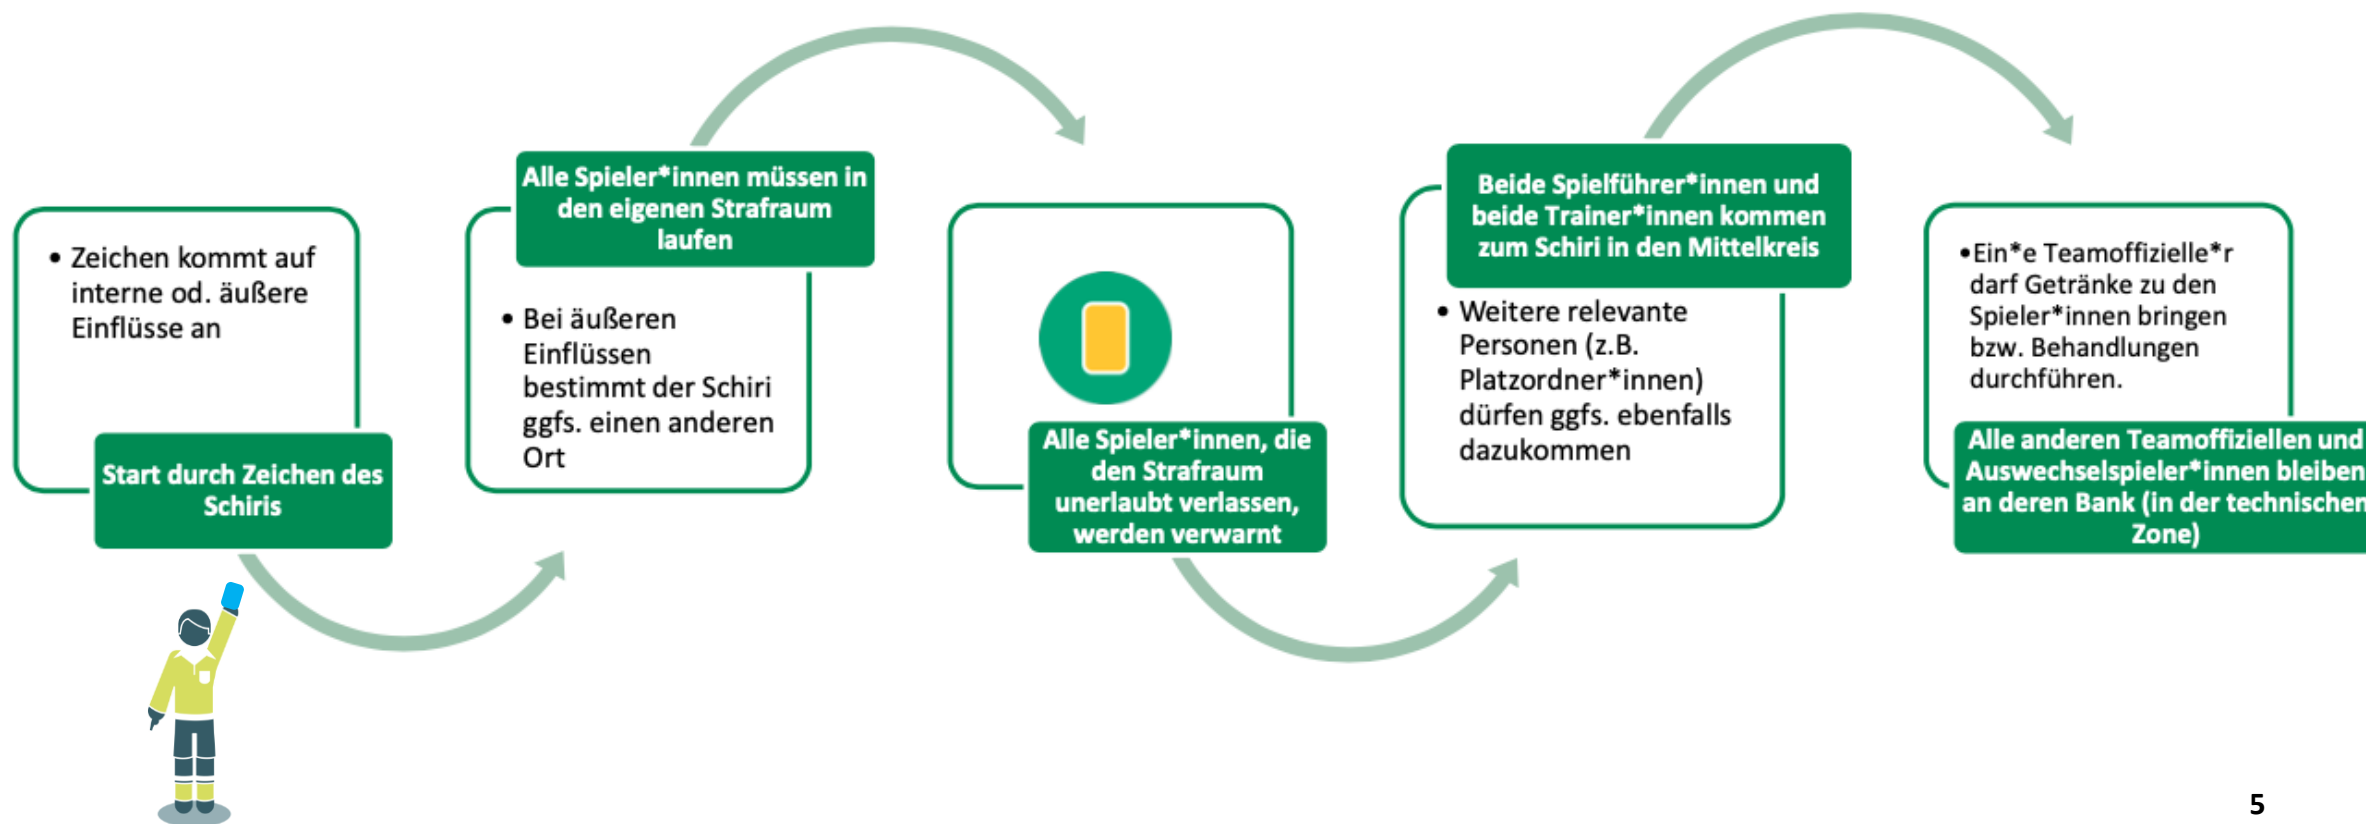 • Zeichen kommt auf
interne od. äußere
Einflüsse an
Start durch Zeichen des
Schiris
Alle Spieler*innen müssen in
den eigenen Strafraum
laufen
• Bei äußeren
Einflüssen
bestimmt der Schiri
ggfs. einen anderen
Ort
Alle Spieler*innen, die
den Strafraum
unerlaubt verlassen,
werden verwarnt
Beide Spielführer*innen und
beide Trainer*innen kommen
zum Schiri in den Mittelkreis
• Weitere relevante
Personen (z.B.
Platzordner*innen)
dürfen ggfs. ebenfalls
dazukommen
•Ein*e Teamoffizielle*r
darf Getränke zu den
Spieler*innen bringen
bzw. Behandlungen
durchführen.
Alle anderen Teamoffiziellen und
Auswechselspieler*innen bleiben
an deren Bank (in der technischen
Zone)
5